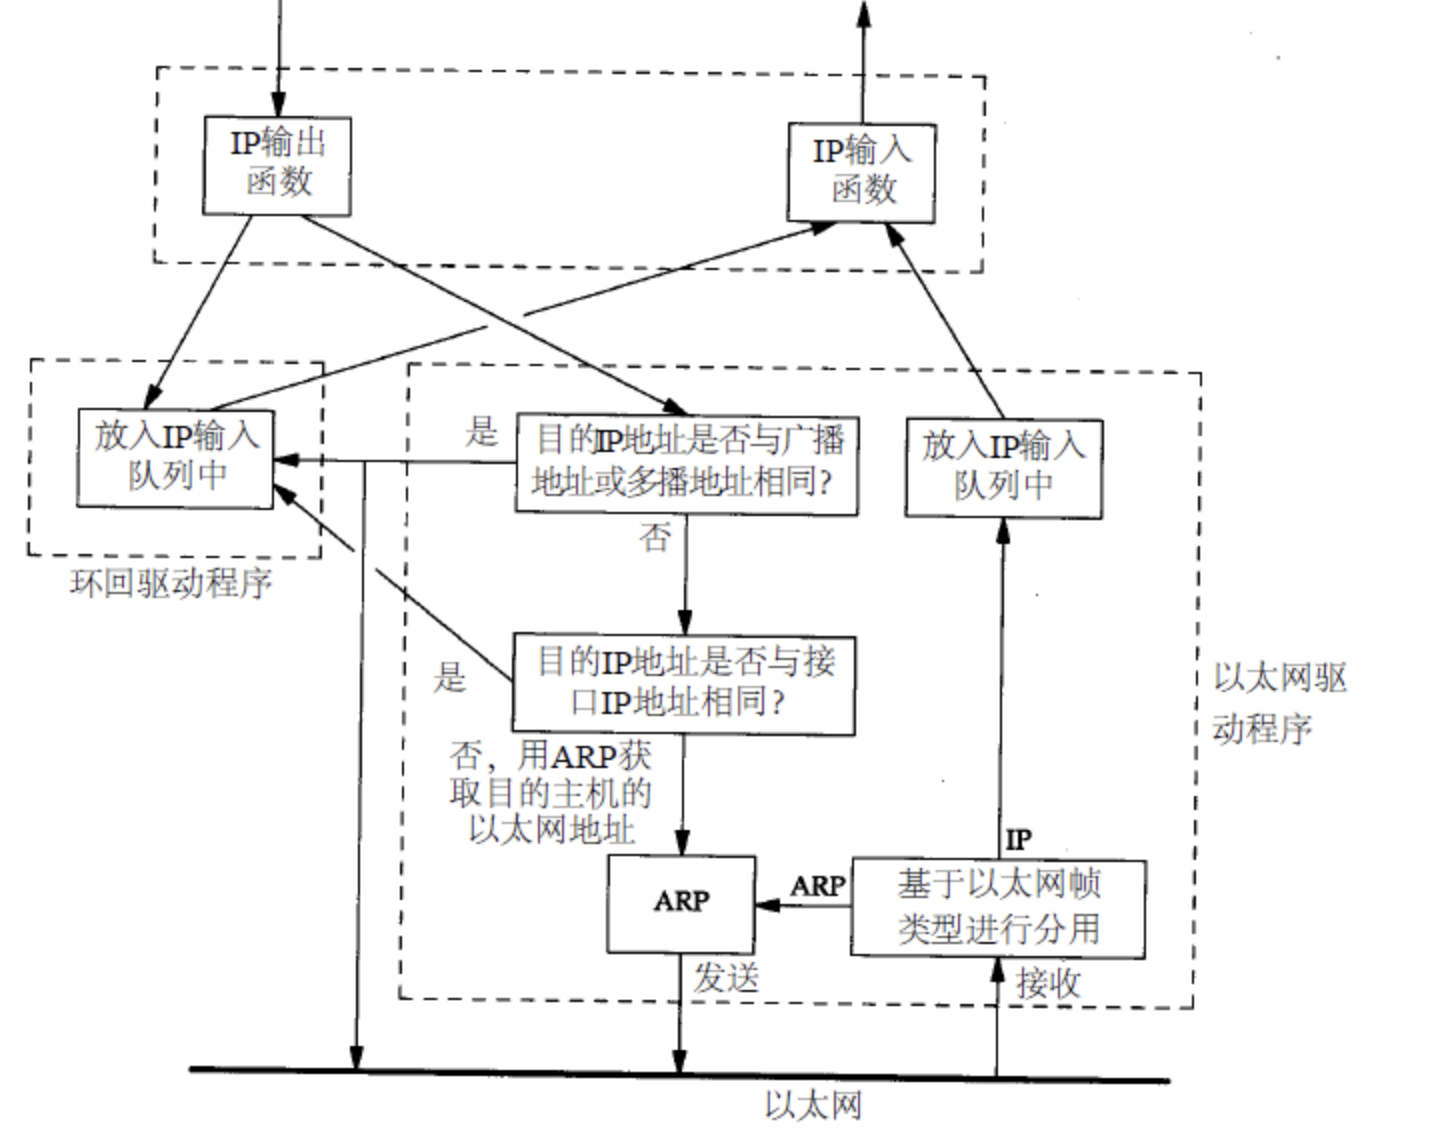 IP输出
函数
IP输入
函数
放入IP输入
队列中
环回驱动程序
是
目的IP地址是否与广播
地址或多播地址相同?
否
放入IP输入
队列中
目的IP地址是否与接
口IP地址相同?
是
否，用ARP获
取目的主机的
以太网地址
以太网驱
动程序
ARP
ARP
IP
基于以太网帧
类型进行分用
发送
接收
以太网